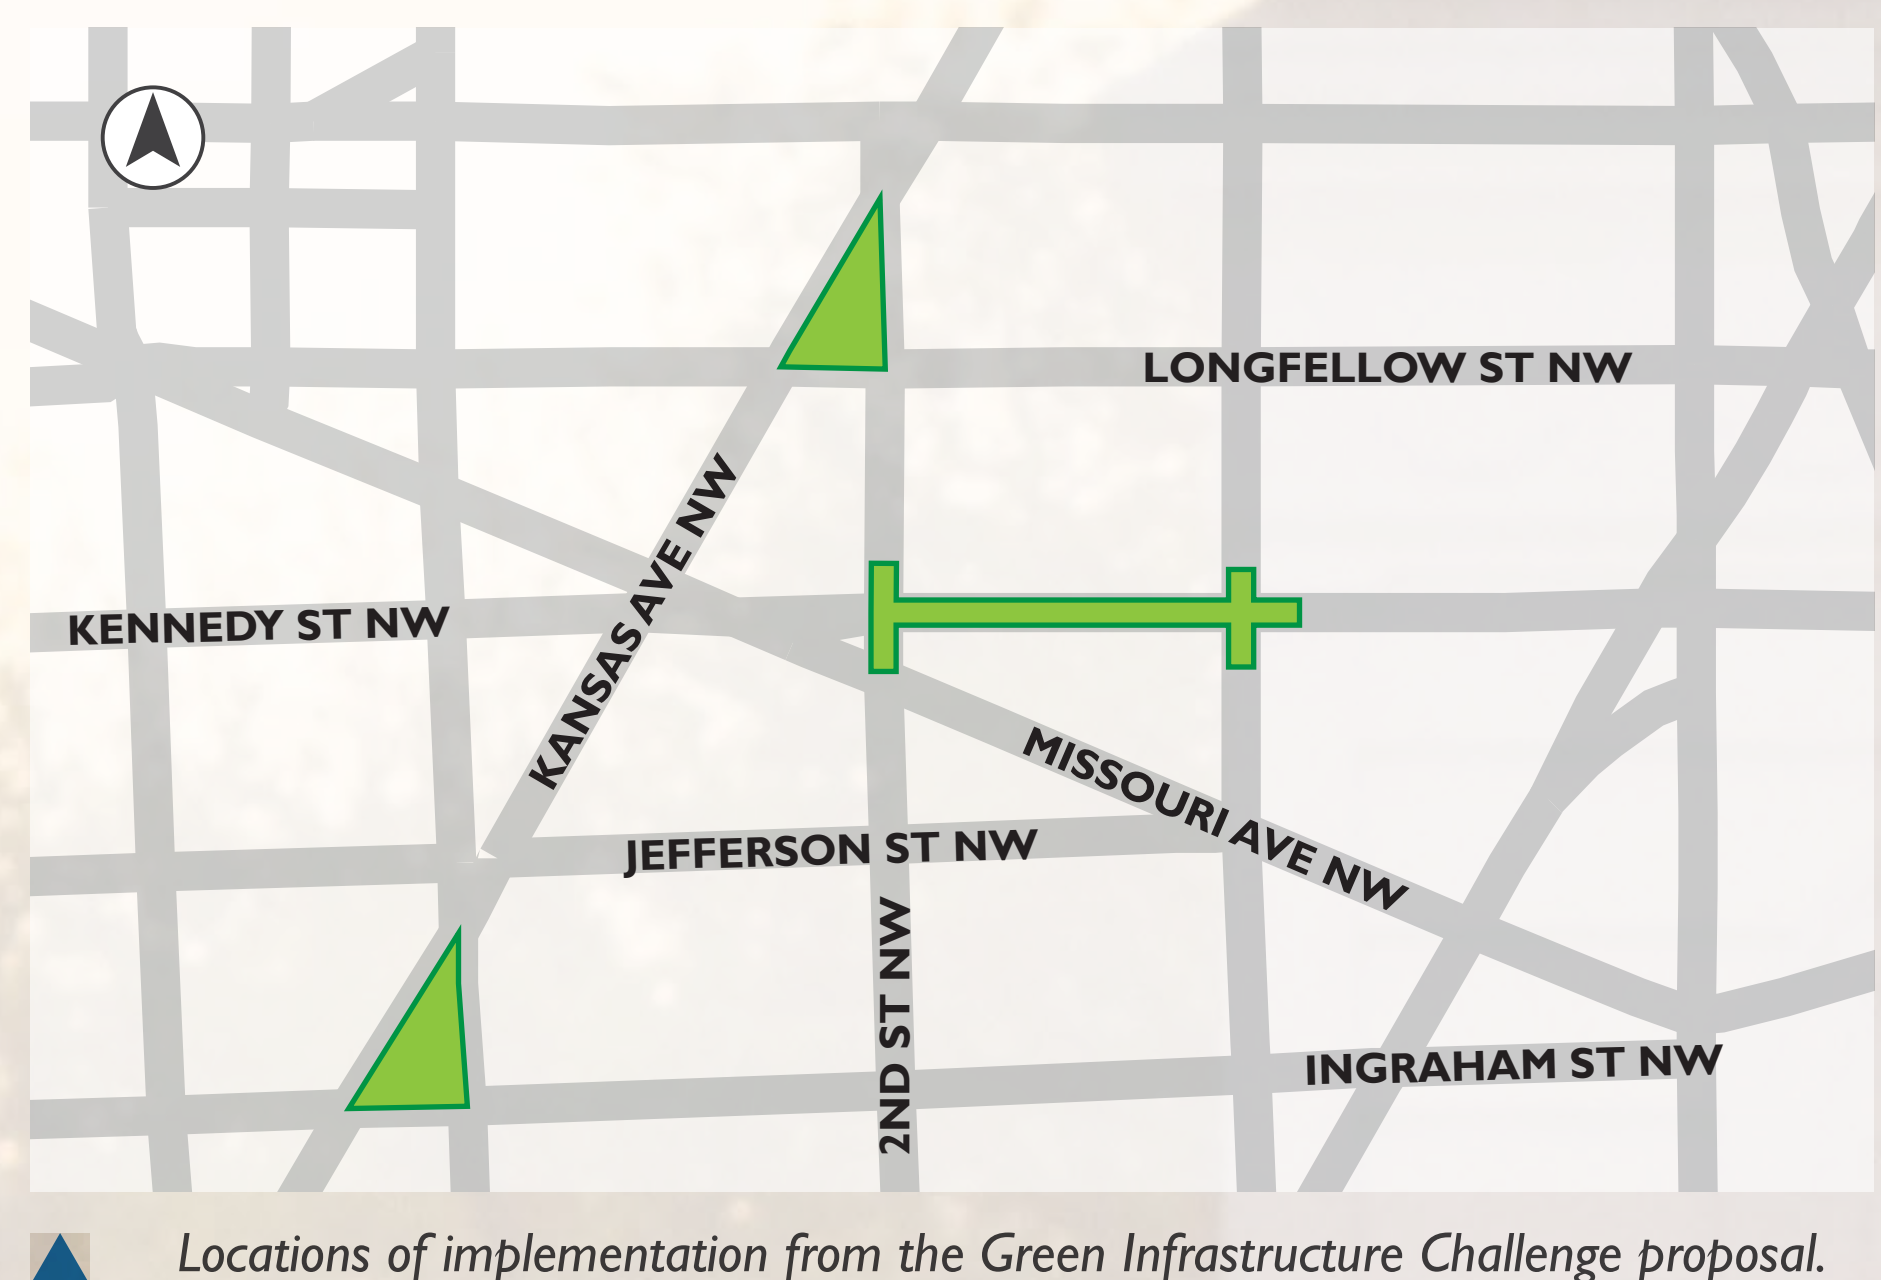 LONGFELLOW ST NW
KANSAS AVE NW
KENNEDY ST NW
MISSOURI AVE NW
JEFFERSON ST NW
2ND ST NW
INGRAHAM ST NW
Locations of implementation from the Green Infrastructure Challenge proposal.